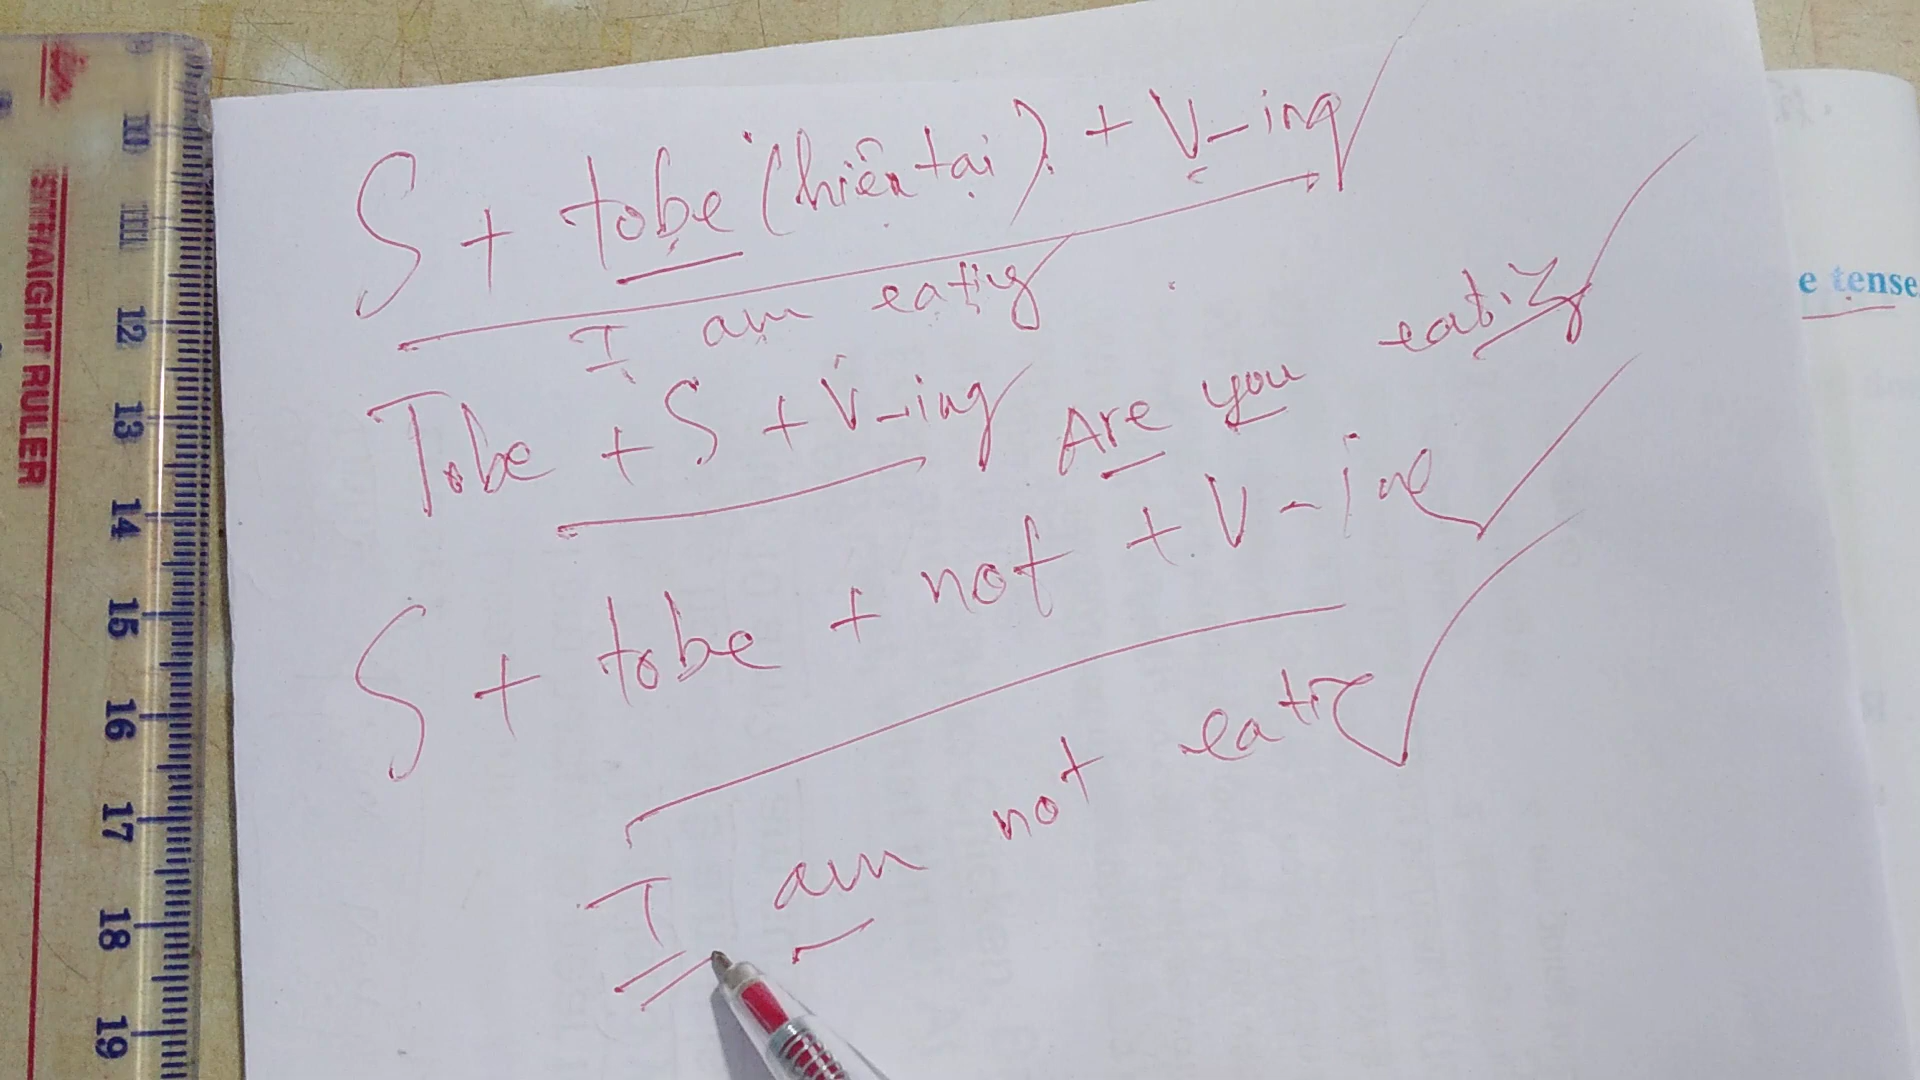 S + tobe (hiện tại) + V-ing
I am eating
Tobe + S + V-ing Are you eating
S + tobe + not + V-ing
I am not eating
STRAIGHT RULER
10
11
12
13
14
15
16
17
18
19
e tense